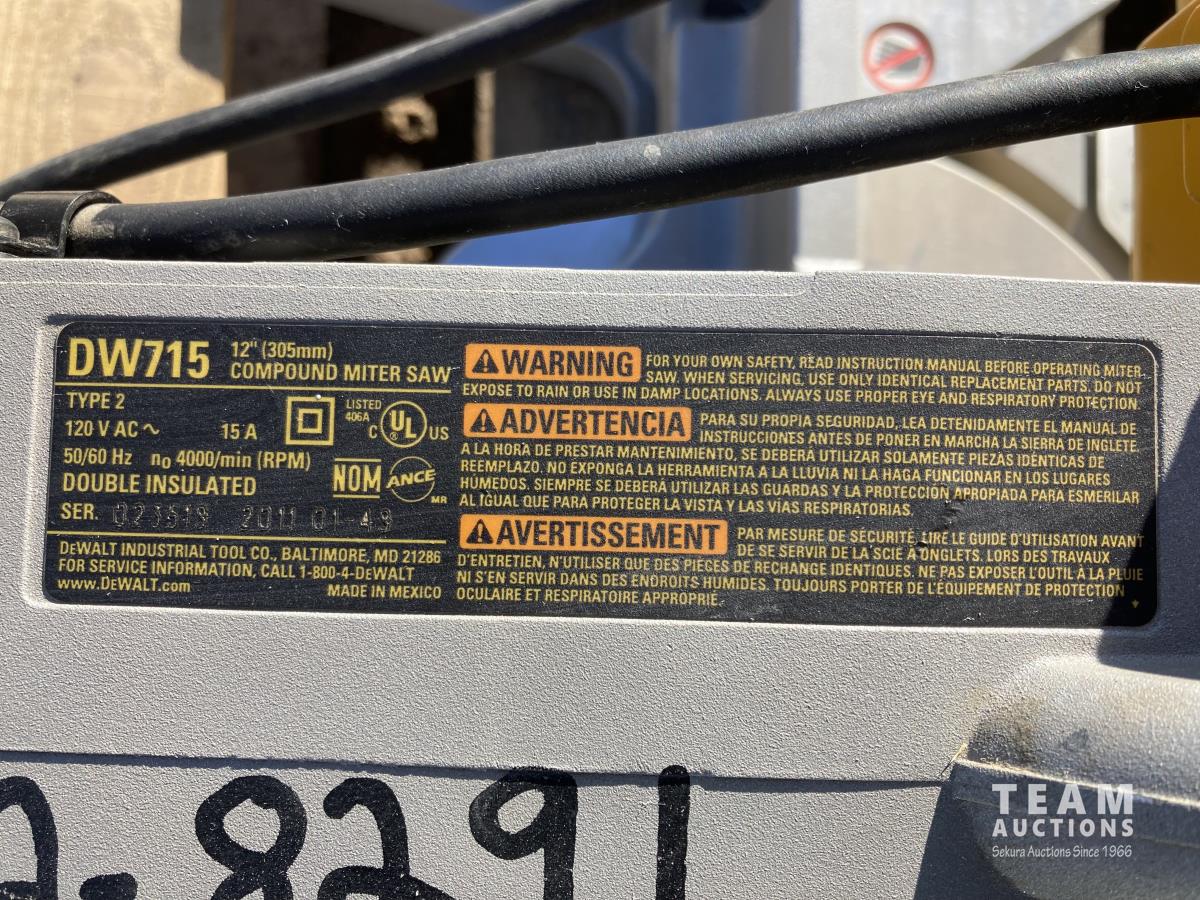 DW715
12" (305mm)
COMPOUND MITER SAW
TYPE 2
120 V AC ~ 15 A
50/60 Hz no 4000/min (RPM)
DOUBLE INSULATED
LISTED
406A
C UL US
®
NOM ANCE
MR
SER. 023519 2011 01-49
DEWALT INDUSTRIAL TOOL CO., BALTIMORE, MD 21286
FOR SERVICE INFORMATION, CALL 1-800-4-DEWALT
www.DEWALT.com MADE IN MEXICO
WARNING FOR YOUR OWN SAFETY, READ INSTRUCTION MANUAL BEFORE OPERATING MITER
SAW. WHEN SERVICING, USE ONLY IDENTICAL REPLACEMENT PARTS. DO NOT
EXPOSE TO RAIN OR USE IN DAMP LOCATIONS. ALWAYS USE PROPER EYE AND RESPIRATORY PROTECTION.
ADVERTENCIA PARA SU PROPIA SEGURIDAD, LEA DETENIDAMENTE EL MANUAL DE
INSTRUCCIONES ANTES DE PONER EN MARCHA LA SIERRA DE INGLETE.
A LA HORA DE PRESTAR MANTENIMIENTO, SE DEBERÁ UTILIZAR SOLAMENTE PIEZAS IDÉNTICAS DE
REEMPLAZO. NO EXPONGA LA HERRAMIENTA A LA LLUVIA NI LA HAGA FUNCIONAR EN LOS LUGARES
HÚMEDOS. SIEMPRE SE DEBERÁ UTILIZAR LAS GUARDAS Y LA PROTECCIÓN APROPIADA PARA ESMERILAR
AL IGUAL QUE PARA PROTEGER LA VISTA Y LAS VIAS RESPIRATORIAS.
AVERTISSEMENT PAR MESURE DE SÉCURITÉ, LIRE LE GUIDE D'UTILISATION AVANT
DE SE SERVIR DE LA SCIE À ONGLETS. LORS DES TRAVAUX
D'ENTRETIEN, N'UTILISER QUE DES PIÈCES DE RECHANGE IDENTIQUES. NE PAS EXPOSER L'OUTIL À LA PLUIE
NI S'EN SERVIR DANS DES ENDROITS HUMIDES. TOUJOURS PORTER DE L'ÉQUIPEMENT DE PROTECTION
OCULAIRE ET RESPIRATOIRE APPROPRIÉ.
2-8291
TEAM
AUCTIONS
Sekura Auctions Since 1966